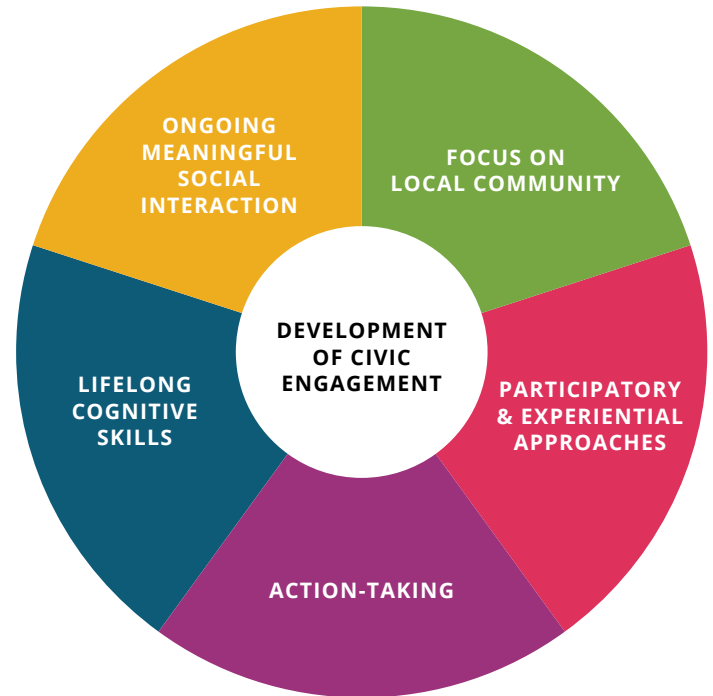 ONGOING
MEANINGFUL
SOCIAL
INTERACTION
FOCUS ON
LOCAL COMMUNITY
DEVELOPMENT
OF CIVIC
ENGAGEMENT
LIFELONG
COGNITIVE
SKILLS
PARTICIPATORY
& EXPERIENTIAL
APPROACHES
ACTION-TAKING